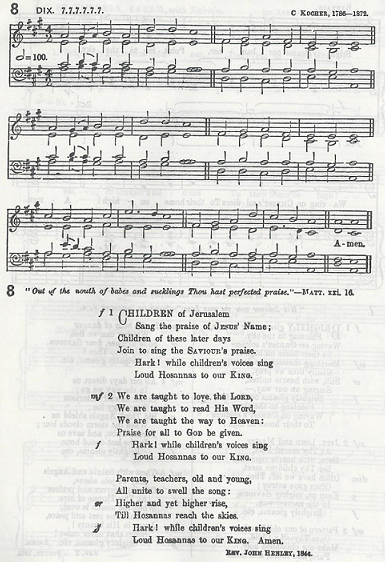 8 DIX. 7.7.7.7.7.7. C KOCHER, 1786—1872.
=100.
A-men.
8 "Out of the mouth of babes and sucklings Thou hast perfected praise."—MATT. xxi. 16.
f 1 CHILDREN of Jerusalem
Sang the praise of JESUS' Name;
Children of these later days
Join to sing the SAVIOUR'S praise.
Hark! while children's voices sing
Loud Hosannas to our KING.
mf 2 We are taught to love the LORD,
We are taught to read His Word,
We are taught the way to Heaven:
Praise for all to GOD be given.
f Hark! while children's voices sing
Loud Hosannas to our KING.
Parents, teachers, old and young,
All unite to swell the song:
cr Higher and yet higher rise,
Till Hosannas reach the skies.
ff Hark! while children's voices sing
Loud Hosannas to our KING. Amen.
REV. JOHN HENLEY, 1844.